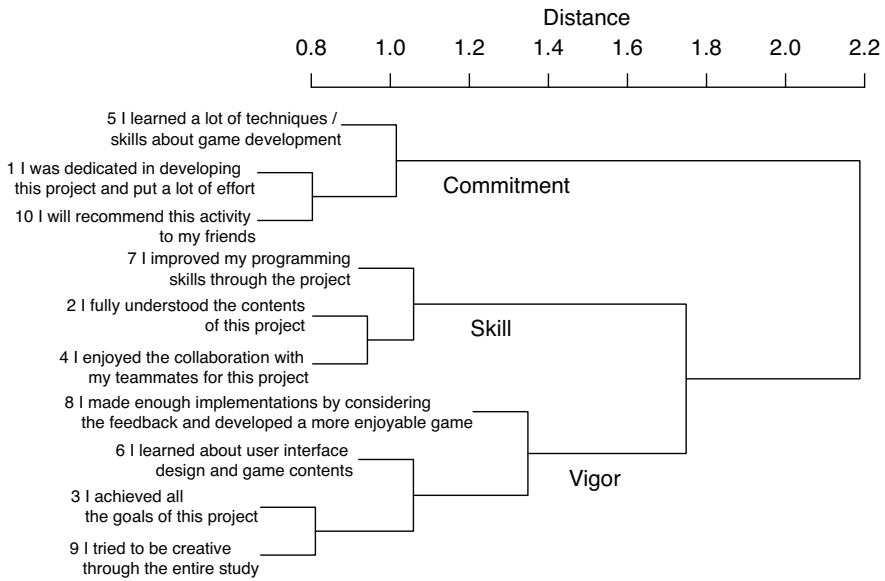 Distance
0.8 1.0 1.2 1.4 1.6 1.8 2.0 2.2
5 I learned a lot of techniques /
skills about game development
1 I was dedicated in developing
this project and put a lot of effort
Commitment
10 I will recommend this activity
to my friends
7 I improved my programming
skills through the project
2 I fully understood the contents
of this project
Skill
4 I enjoyed the collaboration with
my teammates for this project
8 I made enough implementations by considering
the feedback and developed a more enjoyable game
6 I learned about user interface
design and game contents
Vigor
3 I achieved all
the goals of this project
9 I tried to be creative
through the entire study